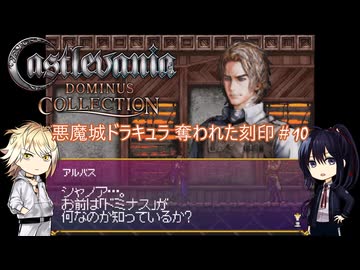 Castlevania
DOMINUS
COLLECTION
悪魔城ドラキュラ 奪われた刻印 #10
アルバス
シャノア…。
お前は「ドミナス」が
何なのか知っているか?